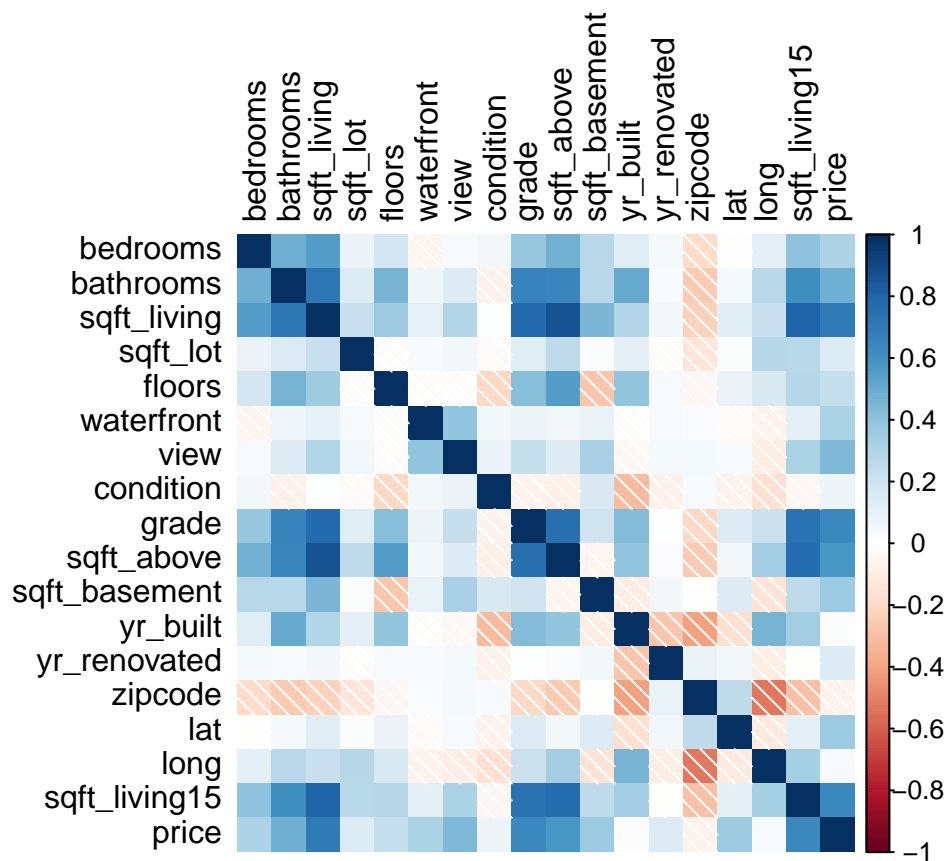 bedrooms
bathrooms
sqft_living
sqft_lot
floors
waterfront
view
condition
grade
sqft_above
sqft_basement
yr_built
yr_renovated
zipcode
lat
long
sqft_living15
price
bedrooms
bathrooms
sqft_living
sqft_lot
floors
waterfront
view
condition
grade
sqft_above
sqft_basement
yr_built
yr_renovated
zipcode
lat
long
sqft_living15
price
1
0.8
0.6
0.4
0.2
0
−0.2
−0.4
−0.6
−0.8
−1